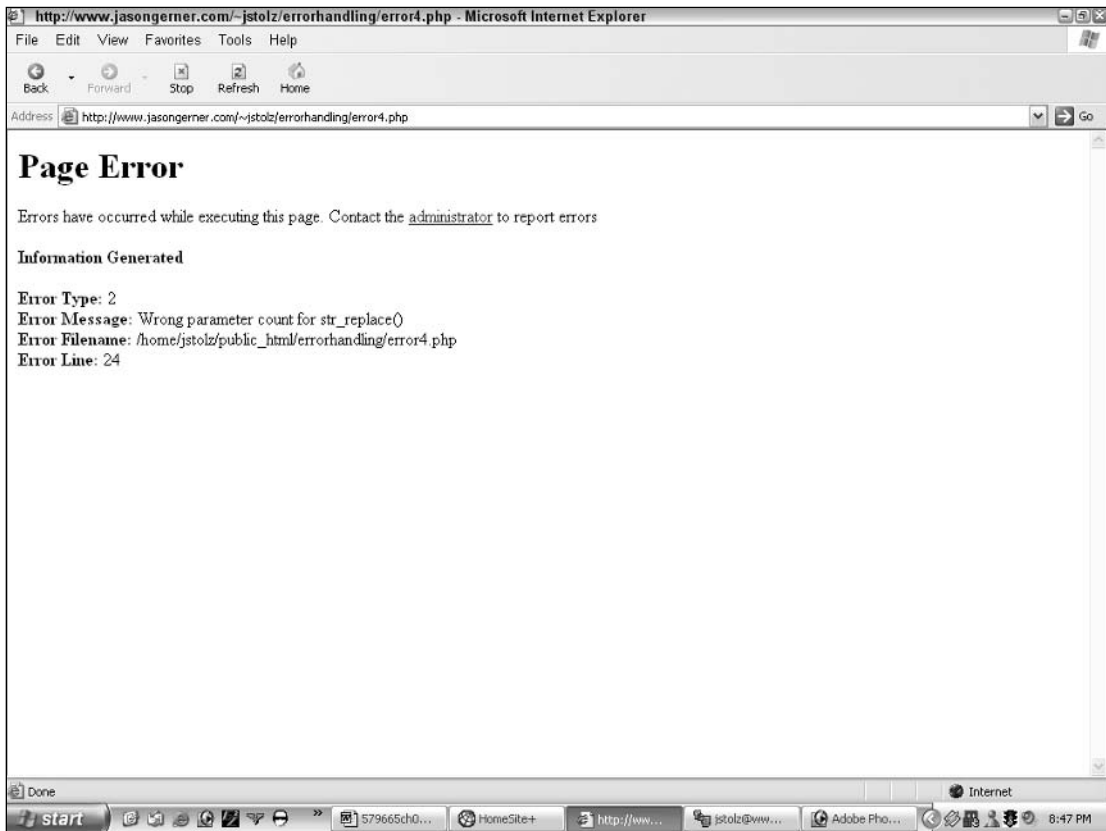 http://www.jasongerner.com/~jstolz/errorhandling/error4.php - Microsoft Internet Explorer
File Edit View Favorites Tools Help
Back Forward Stop Refresh Home
Address http://www.jasongerner.com/~jstolz/errorhandling/error4.php Go
Page Error
Errors have occurred while executing this page. Contact the administrator to report errors
Information Generated
Error Type: 2
Error Message: Wrong parameter count for str_replace()
Error Filename: /home/jstolz/public_html/errorhandling/error4.php
Error Line: 24
Done Internet
start 579665ch0... HomeSite+ http://ww... jstolz@ww... Adobe Pho... 8:47 PM